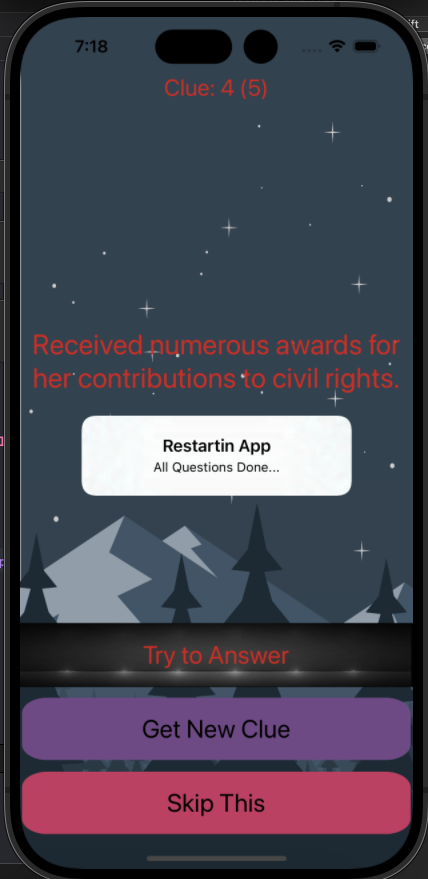 ift
7:18
Clue: 4 (5)
Received numerous awards for
her contributions to civil rights.
Restartin App
All Questions Done...
Try to Answer
Get New Clue
Skip This